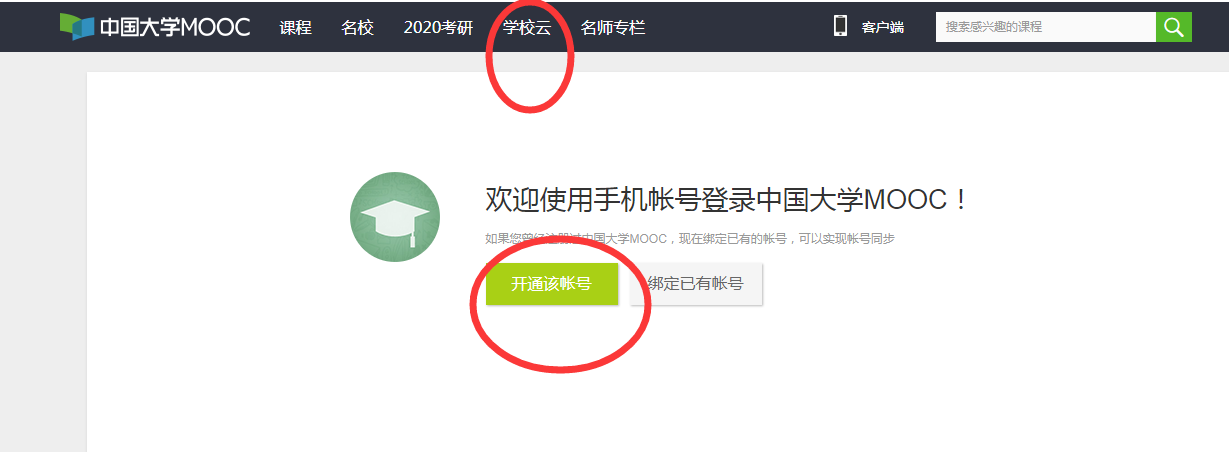 中国大学MOOC 课程 名校 2020考研 学校云 名师专栏 客户端 搜索感兴趣的课程
欢迎使用手机帐号登录中国大学MOOC！
如果您曾经注册过中国大学MOOC，现在绑定已有的帐号，可以实现帐号同步
开通该帐号 绑定已有帐号